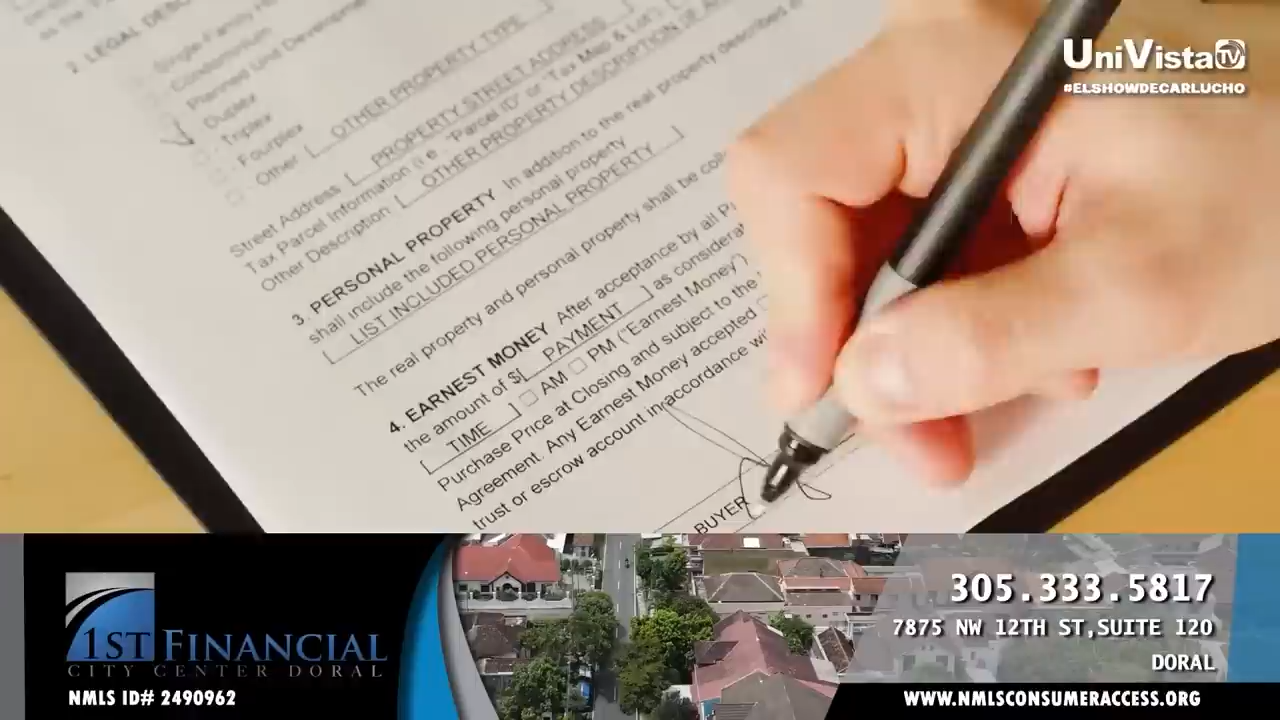 2. LEGAL DESC
Single-Family H
Condominium
Planned Unit Developmen
Duplex
Triplex
Fourplex
Other [ OTHER PROPERTY TYPE ]
Street Address [ PROPERTY STREET ADDRESS ]
Tax Parcel Information (i.e., "Parcel ID" or "Tax Map & Lot") [
Other Description: [ OTHER PROPERTY DESCRIPTION
3. PERSONAL PROPERTY In addition to the real property described
shall include the following personal property
[ LIST INCLUDED PERSONAL PROPERTY ]
The real property and personal property shall be
4. EARNEST MONEY After acceptance by all
the amount of $[ PAYMENT ] as
[ TIME ] ☐ AM ☐ PM ("Earnest Money")
Purchase Price at Closing and subject to the
Agreement. Any Earnest Money accepted
trust or escrow account in accordance
BUYER
UniVista TV
#ELSHOWDECARLUCHO
1ST FINANCIAL
CITY CENTER DORAL
NMLS ID# 2490962
305.333.5817
7875 NW 12TH ST,SUITE 120
DORAL
WWW.NMLSCONSUMERACCESS.ORG